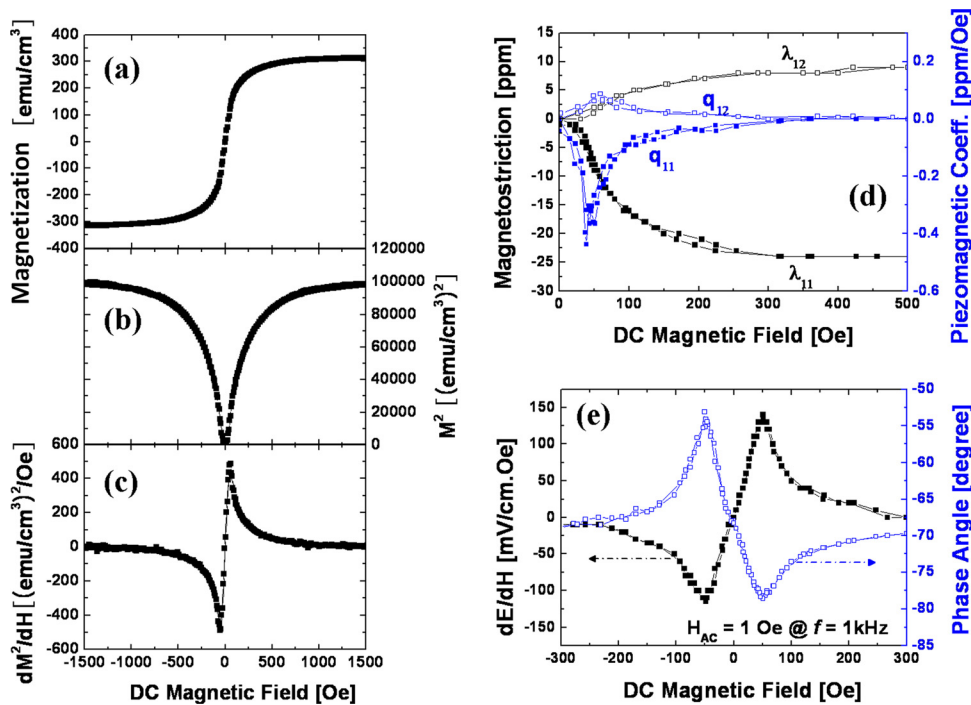 (a)
Magnetization [emu/cm³]
400
300
200
100
0
-100
-200
-300
-400
(b)
M² [(emu/cm³)²]
120000
100000
80000
60000
40000
20000
0
(c)
dM²/dH [(emu/cm³)²/Oe]
600
400
200
0
-200
-400
-600
-1500 -1000 -500 0 500 1000 1500
DC Magnetic Field [Oe]
(d)
Magnetostriction [ppm]
15
10
5
0
-5
-10
-15
-20
-25
-30
λ₁₂
q₁₂
q₁₁
λ₁₁
Piezomagnetic Coeff. [ppm/Oe]
0.2
0.0
-0.2
-0.4
-0.6
0 100 200 300 400 500
DC Magnetic Field [Oe]
(e)
dE/dH [mV/cm.Oe]
150
100
50
0
-50
-100
-150
Phase Angle [degree]
-50
-55
-60
-65
-70
-75
-80
-85
H_AC = 1 Oe @ f = 1kHz
-300 -200 -100 0 100 200 300
DC Magnetic Field [Oe]